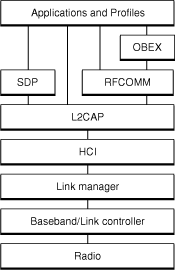 Applications and Profiles
OBEX
SDP
RFCOMM
L2CAP
HCI
Link manager
Baseband/Link controller
Radio